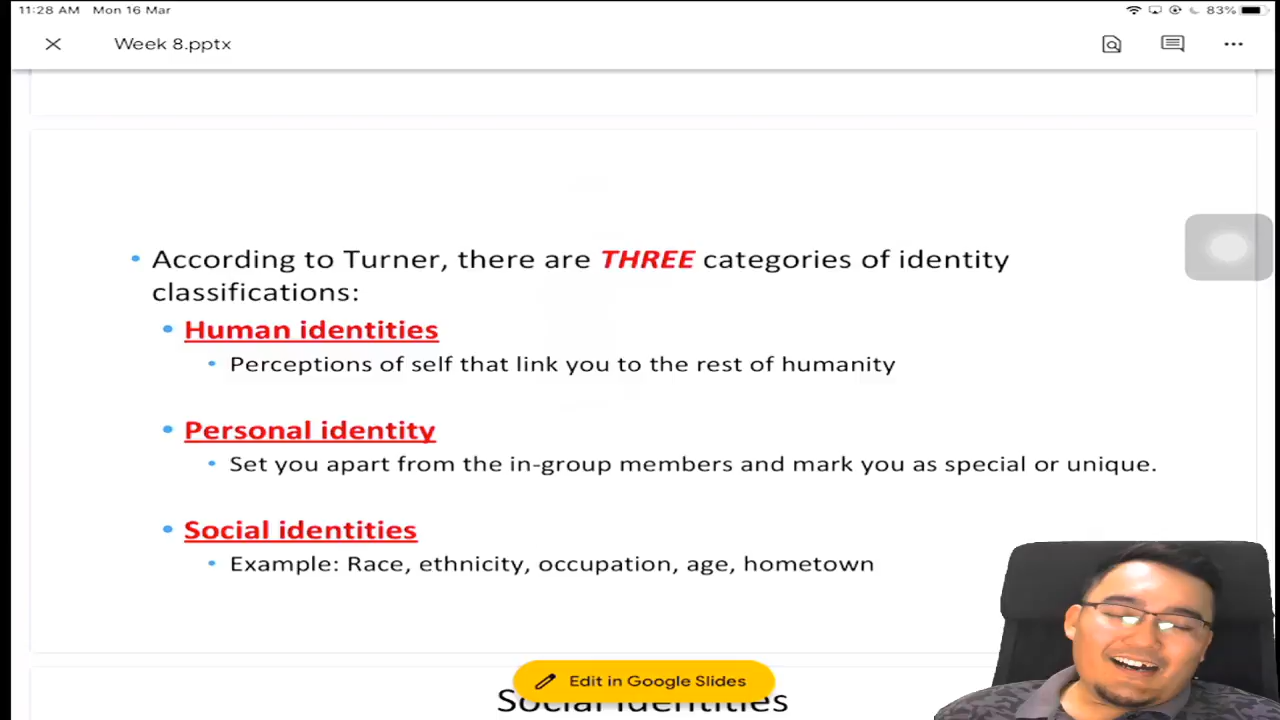 11:28 AM Mon 16 Mar
83%
Week 8.pptx
According to Turner, there are THREE categories of identity
classifications:
Human identities
Perceptions of self that link you to the rest of humanity
Personal identity
Set you apart from the in-group members and mark you as special or unique.
Social identities
Example: Race, ethnicity, occupation, age, hometown
Edit in Google Slides
Social Identities